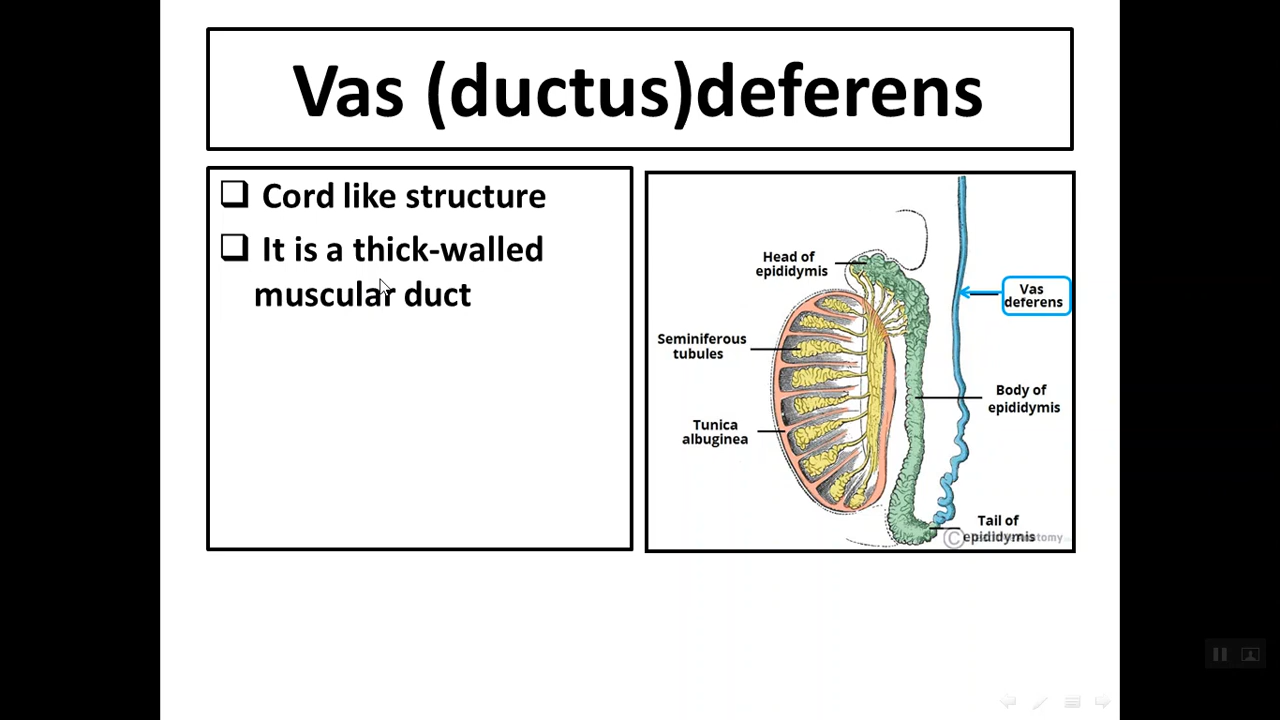 Vas (ductus)deferens
Cord like structure
It is a thick-walled
muscular duct
Head of
epididymis
Vas
deferens
Seminiferous
tubules
Body of
epididymis
Tunica
albuginea
Tail of
epididymis